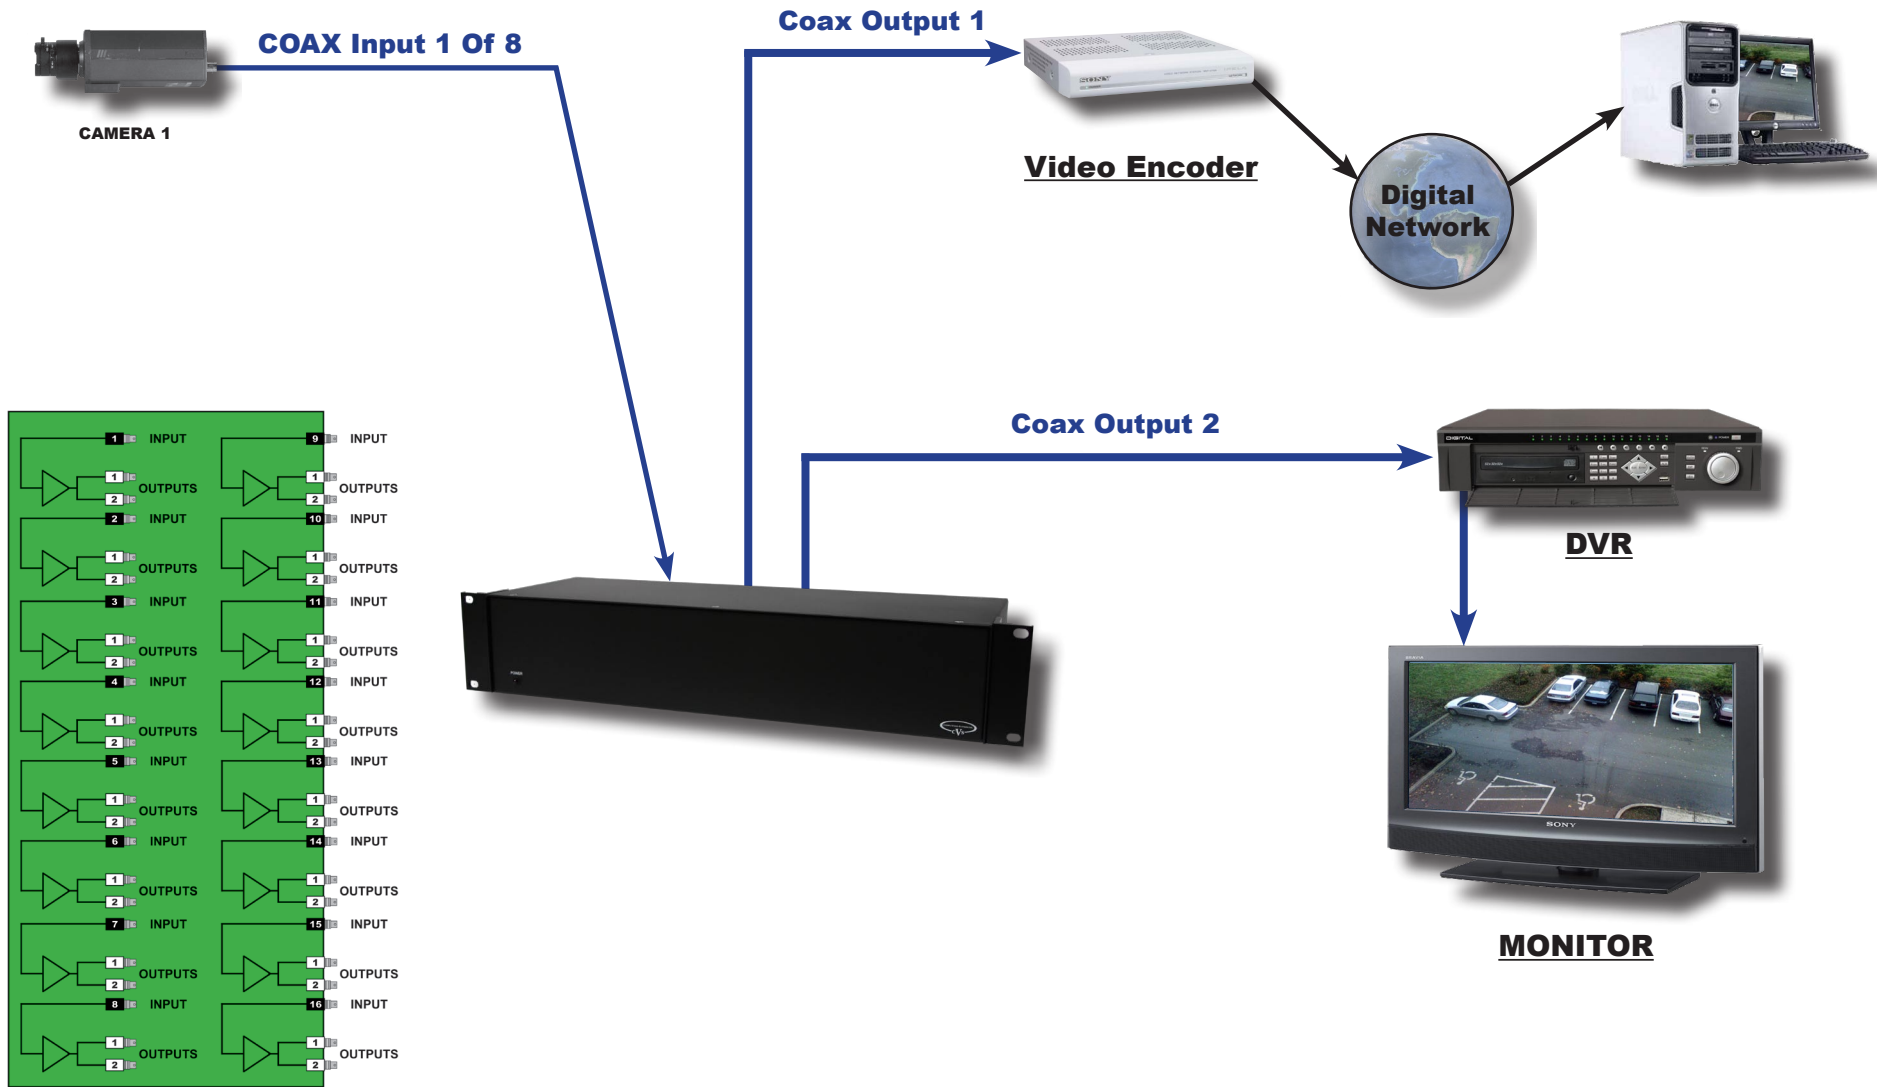 Coax Output 1
COAX Input 1 Of 8
CAMERA 1
SONY
Video Encoder
Digital
Network
DELL
Coax Output 2
DIGITAL
DVR
1 INPUT
1
2
OUTPUTS
2 INPUT
1
2
OUTPUTS
3 INPUT
1
2
OUTPUTS
4 INPUT
1
2
OUTPUTS
5 INPUT
1
2
OUTPUTS
6 INPUT
1
2
OUTPUTS
7 INPUT
1
2
OUTPUTS
8 INPUT
1
2
OUTPUTS
9 INPUT
1
2
OUTPUTS
10 INPUT
1
2
OUTPUTS
11 INPUT
1
2
OUTPUTS
12 INPUT
1
2
OUTPUTS
13 INPUT
1
2
OUTPUTS
14 INPUT
1
2
OUTPUTS
15 INPUT
1
2
OUTPUTS
16 INPUT
1
2
OUTPUTS
POWER
CVS
BRAVIA
SONY
MONITOR